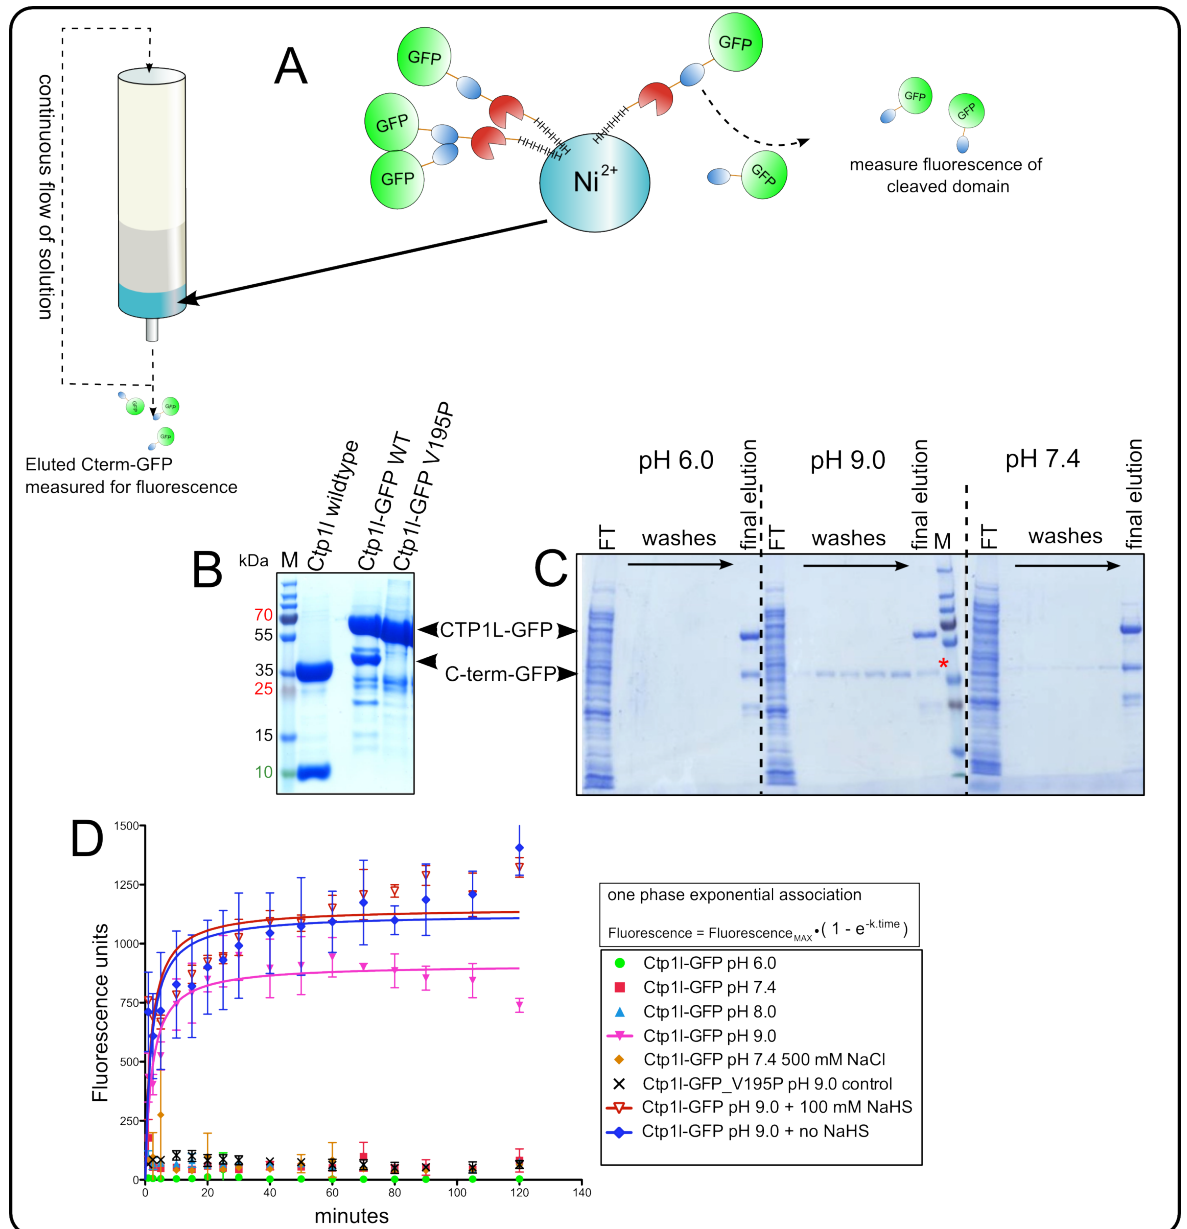 A
continuous flow of solution
GFP
GFP
GFP
GFP
HHHHHH
HHHHHH
HHHHHH
Ni2+
GFP
GFP
GFP
measure fluorescence of
cleaved domain
GFP
GFP
GFP
Eluted Cterm-GFP
measured for fluorescence
B
kDa
M
Ctp1l wildtype
Ctp1l-GFP WT
Ctp1l-GFP V195P
70
55
35
25
15
10
CTP1L-GFP
C-term-GFP
C
pH 6.0
pH 9.0
pH 7.4
FT
washes
final elution
FT
washes
final elution
M
FT
washes
final elution
*
D
Fluorescence units
1500
1250
1000
750
500
250
0
0 20 40 60 80 100 120 140
minutes
one phase exponential association
Fluorescence = FluorescenceMAX•( 1 - e-k.time )
Ctp1l-GFP pH 6.0
Ctp1l-GFP pH 7.4
Ctp1l-GFP pH 8.0
Ctp1l-GFP pH 9.0
Ctp1l-GFP pH 7.4 500 mM NaCl
Ctp1l-GFP_V195P pH 9.0 control
Ctp1l-GFP pH 9.0 + 100 mM NaHS
Ctp1l-GFP pH 9.0 + no NaHS